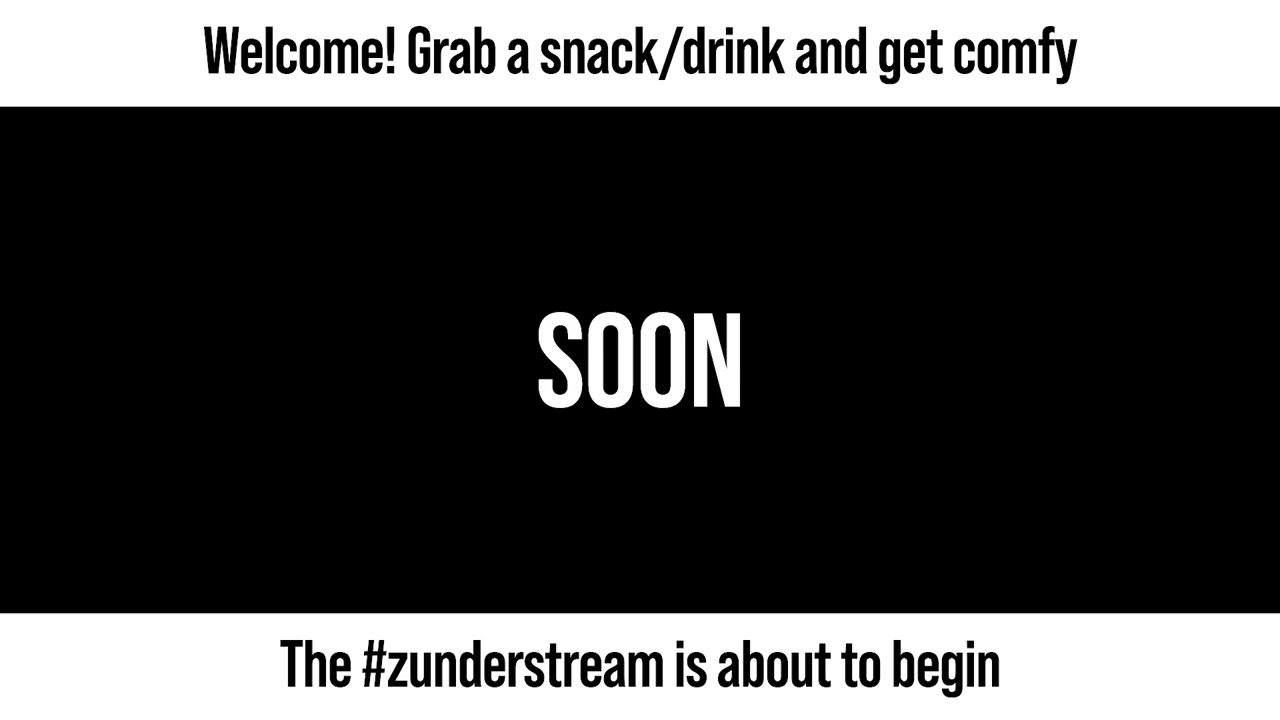 Welcome! Grab a snack/drink and get comfy
SOON
The #zunderstream is about to begin